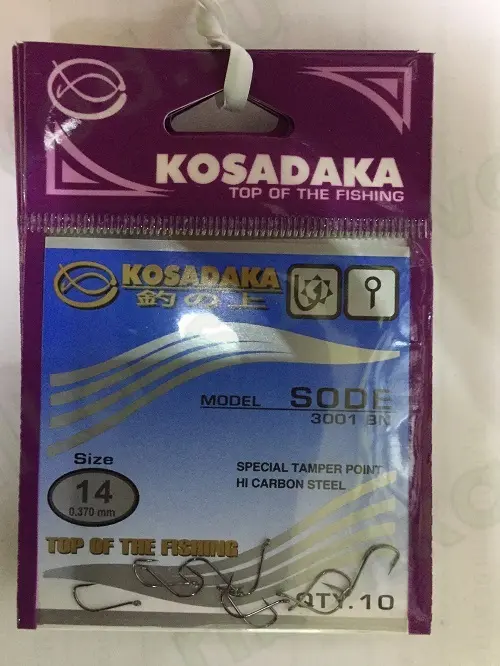 KOSADAKA
TOP OF THE FISHING
KOSADAKA
釣の上
MODEL SODE
3001 BN
Size
14
0.370 mm
SPECIAL TAMPER POINT
HI CARBON STEEL
TOP OF THE FISHING
QTY.10